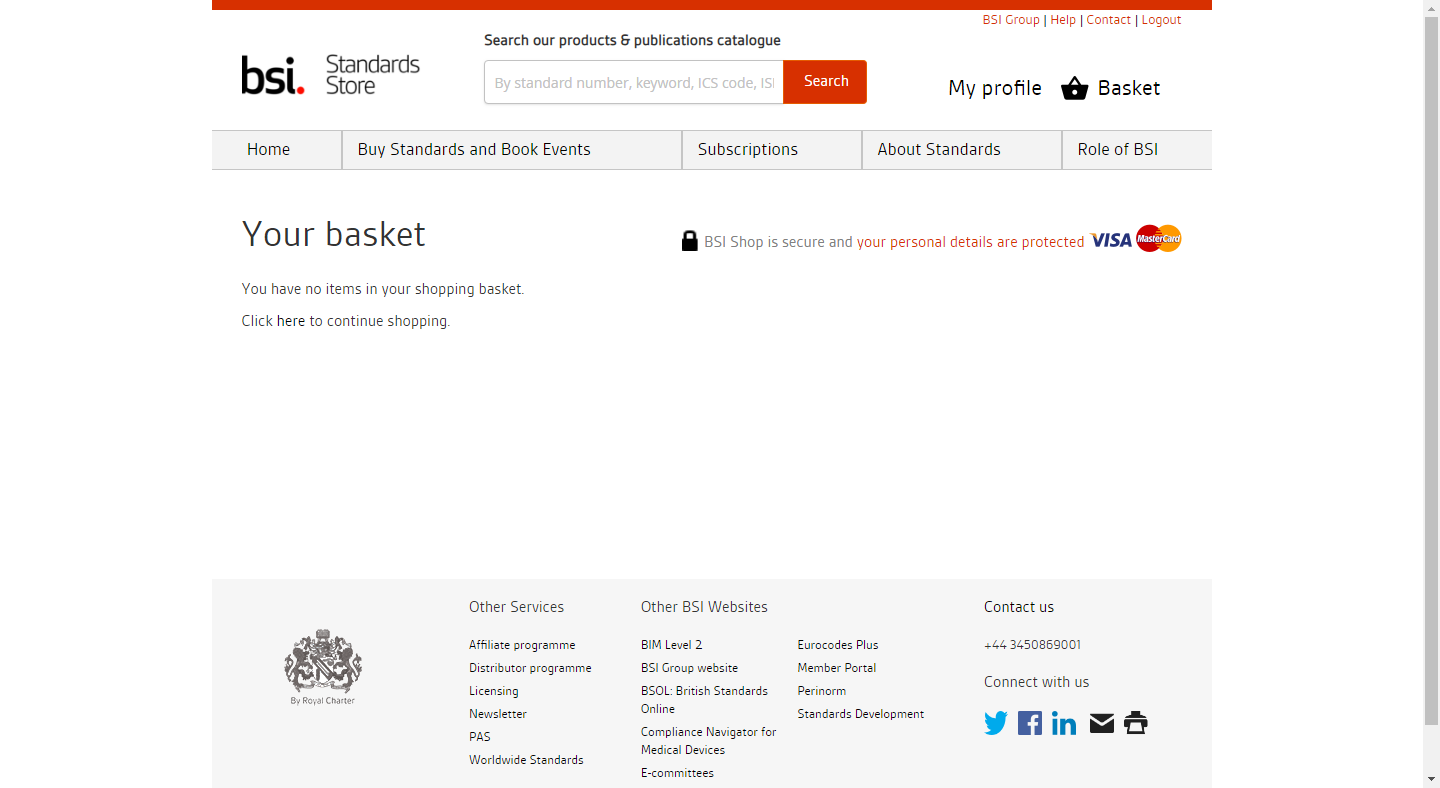 BSI Group | Help | Contact | Logout
Search our products & publications catalogue
bsi. Standards Store
By standard number, keyword, ICS code, ISI
Search
My profile
Basket
Home
Buy Standards and Book Events
Subscriptions
About Standards
Role of BSI
Your basket
BSI Shop is secure and your personal details are protected
VISA
MasterCard
You have no items in your shopping basket.
Click here to continue shopping.
By Royal Charter
Other Services
Affiliate programme
Distributor programme
Licensing
Newsletter
PAS
Worldwide Standards
Other BSI Websites
BIM Level 2
BSI Group website
BSOL: British Standards
Online
Compliance Navigator for
Medical Devices
E-committees
Eurocodes Plus
Member Portal
Perinorm
Standards Development
Contact us
+44 3450869001
Connect with us